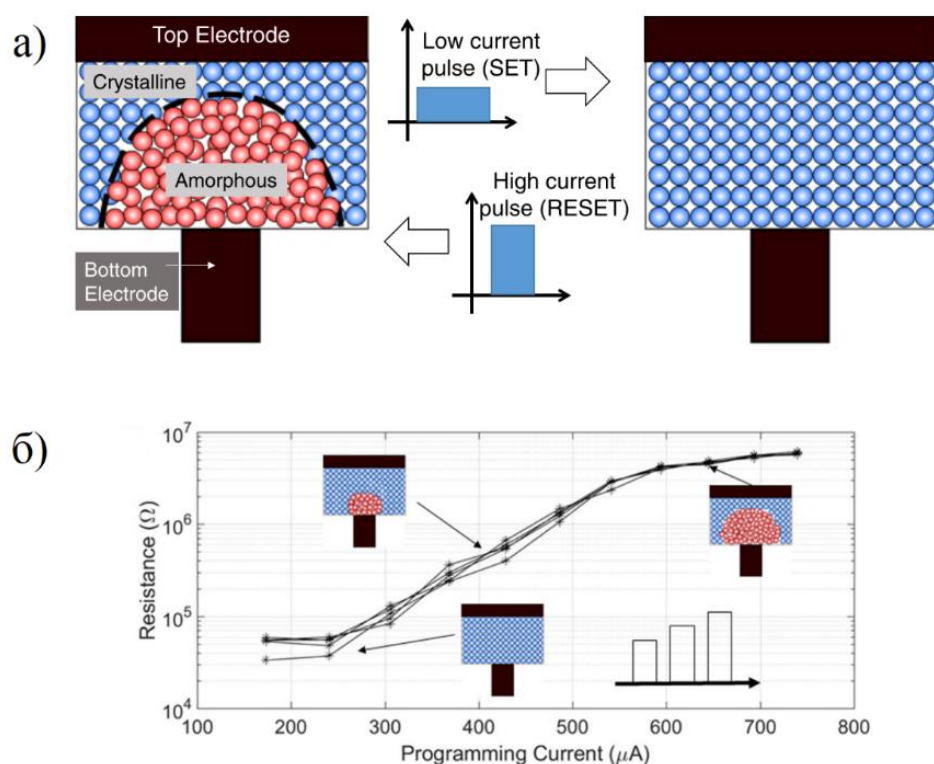 а)
Top Electrode
Crystalline
Amorphous
Bottom
Electrode
Low current
pulse (SET)
High current
pulse (RESET)
б)
Resistance (Ω)
10⁷
10⁶
10⁵
10⁴
100 200 300 400 500 600 700 800
Programming Current (μA)